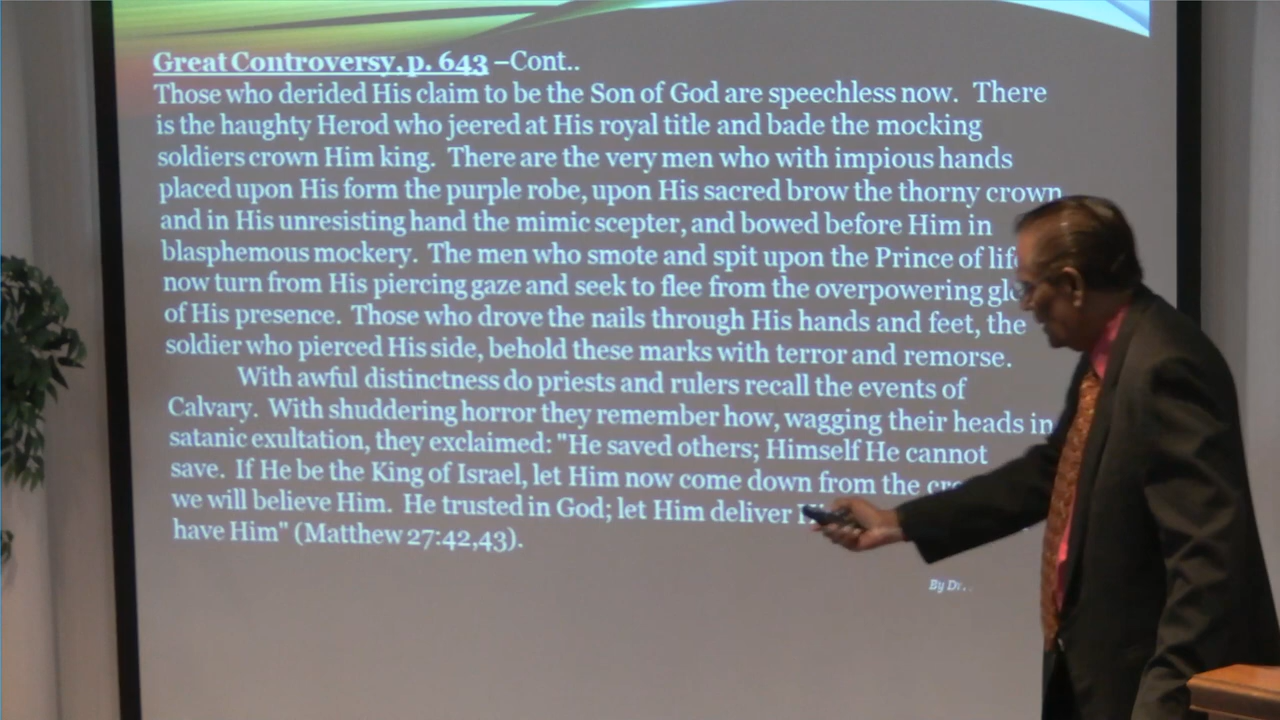 Great Controversy, p. 643 –Cont..
Those who derided His claim to be the Son of God are speechless now. There
is the haughty Herod who jeered at His royal title and bade the mocking
soldiers crown Him king. There are the very men who with impious hands
placed upon His form the purple robe, upon His sacred brow the thorny crown
and in His unresisting hand the mimic scepter, and bowed before Him in
blasphemous mockery. The men who smote and spit upon the Prince of
now turn from His piercing gaze and seek to flee from the overpowering
of His presence. Those who drove the nails through His hands and feet, the
soldier who pierced His side, behold these marks with terror and remorse.
With awful distinctness do priests and rulers recall the events of
Calvary. With shuddering horror they remember how, wagging their heads in
satanic exultation, they exclaimed: "He saved others; Himself He cannot
save. If He be the King of Israel, let Him now come down from the
we will believe Him. He trusted in God; let Him deliver
have Him" (Matthew 27:42,43).
By Dr.